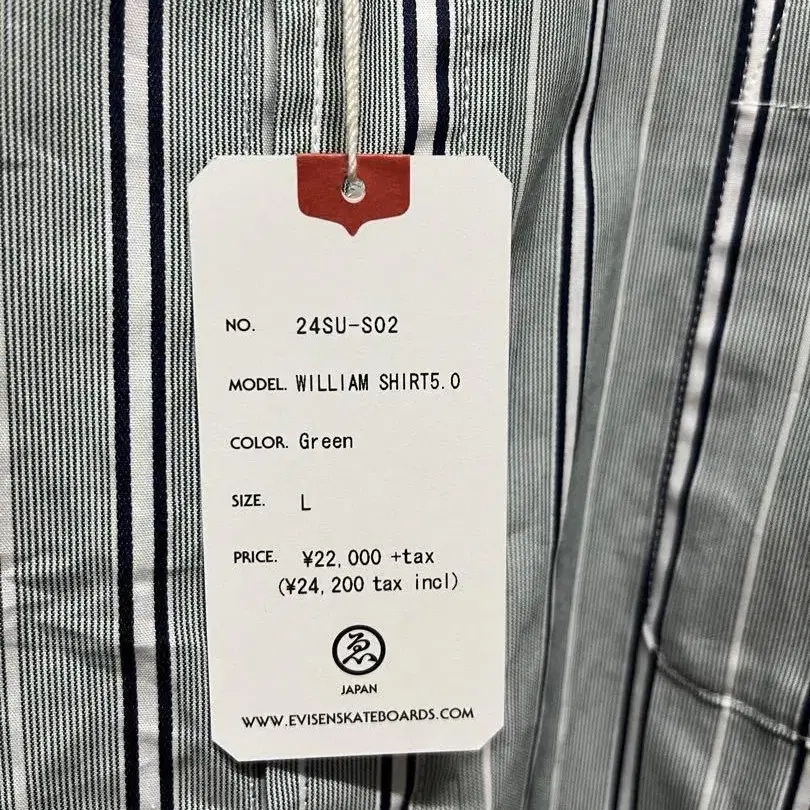 NO. 24SU-S02
MODEL. WILLIAM SHIRT5.0
COLOR. Green
SIZE. L
PRICE. ¥22,000 +tax
(¥24,200 tax incl)
ゑ
JAPAN
WWW.EVISENSKATEBOARDS.COM